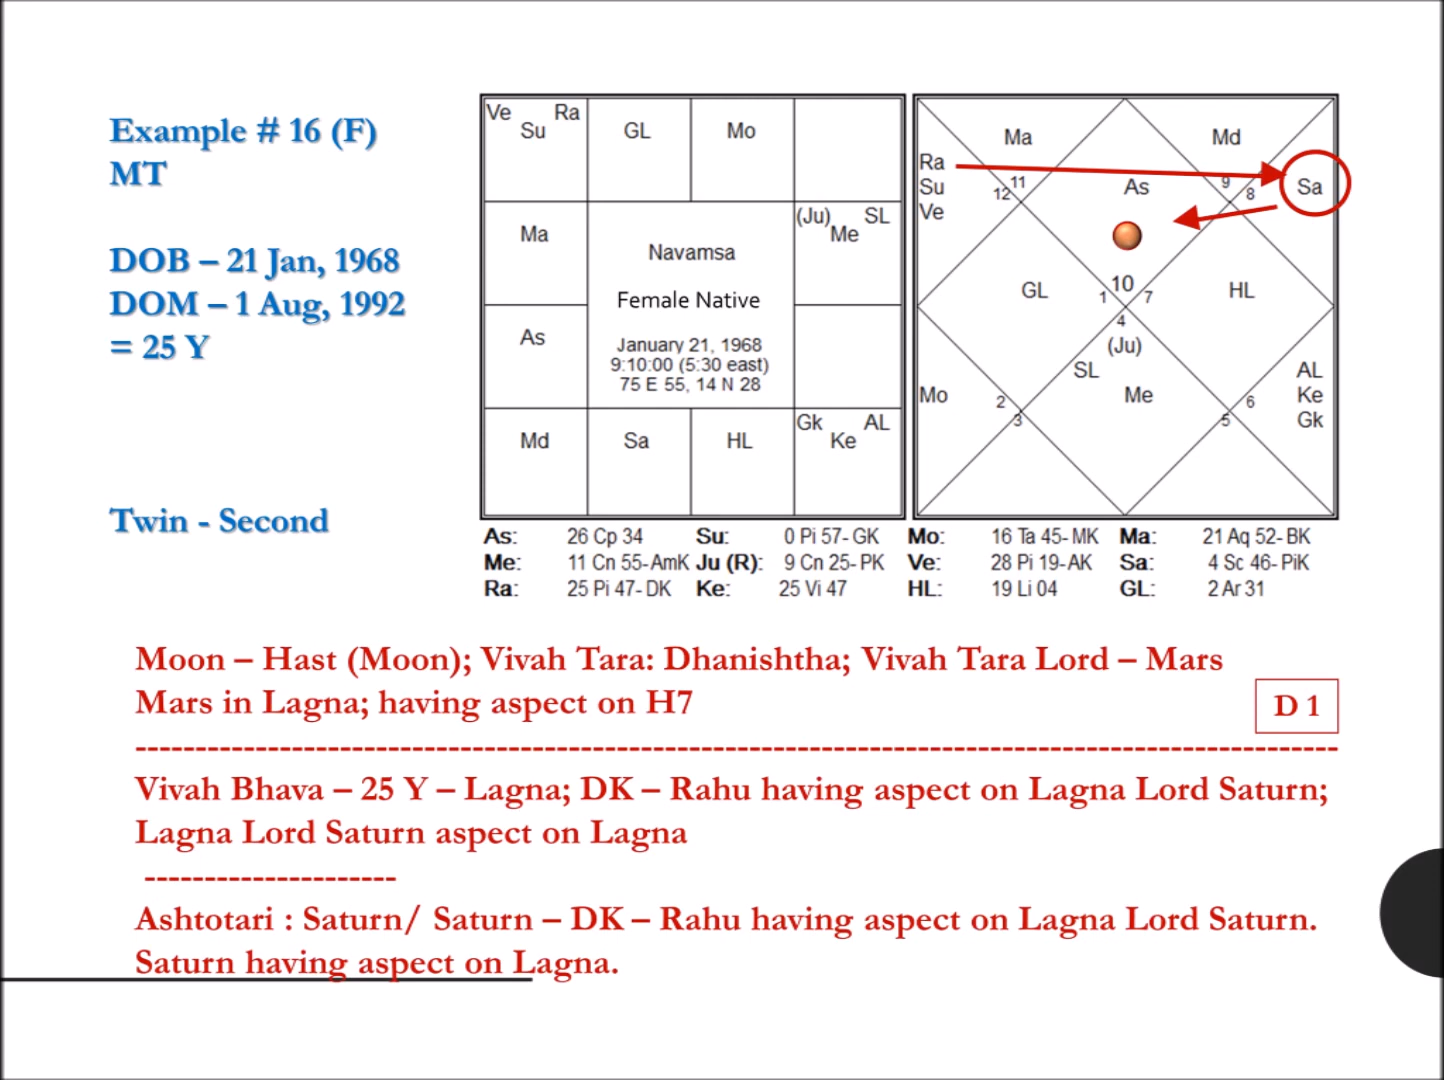 Example # 16 (F)
MT
DOB – 21 Jan, 1968
DOM – 1 Aug, 1992
= 25 Y
Twin - Second
Ve Ra
Su
GL
Mo
Ma
(Ju) SL
Me
As
Navamsa
Female Native
January 21, 1968
9:10:00 (5:30 east)
75 E 55, 14 N 28
Md
Sa
HL
Gk AL
Ke
Ma
Md
Ra
Su
Ve
12
11
As
9
8
Sa
GL
10
1
7
4
HL
(Ju)
SL
Me
Mo
2
3
6
5
AL
Ke
Gk
As: 26 Cp 34 Su: 0 Pi 57- GK Mo: 16 Ta 45- MK Ma: 21 Aq 52- BK
Me: 11 Cn 55- AmK Ju (R): 9 Cn 25- PK Ve: 28 Pi 19- AK Sa: 4 Sc 46- PiK
Ra: 25 Pi 47- DK Ke: 25 Vi 47 HL: 19 Li 04 GL: 2 Ar 31
Moon – Hast (Moon); Vivah Tara: Dhanishtha; Vivah Tara Lord – Mars
Mars in Lagna; having aspect on H7
D 1
Vivah Bhava – 25 Y – Lagna; DK – Rahu having aspect on Lagna Lord Saturn;
Lagna Lord Saturn aspect on Lagna
Ashtotari : Saturn/ Saturn – DK – Rahu having aspect on Lagna Lord Saturn.
Saturn having aspect on Lagna.